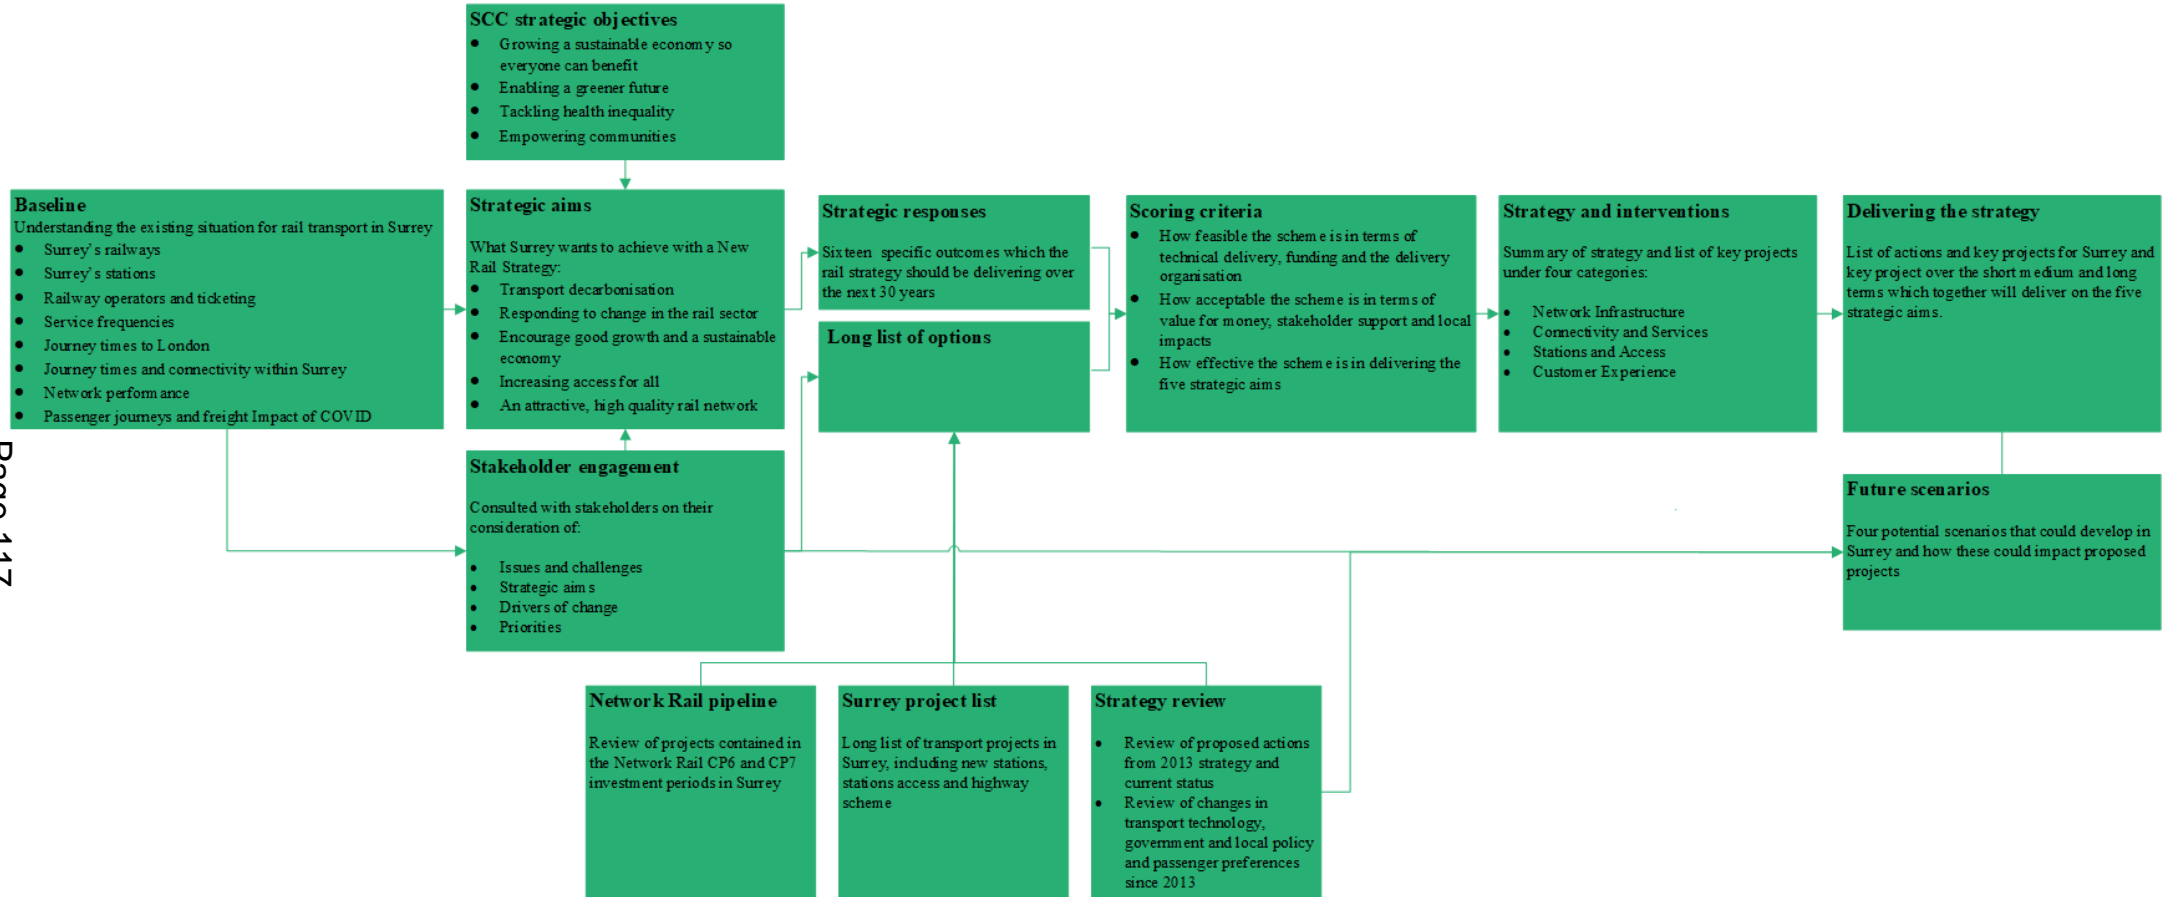 SCC strategic objectives
• Growing a sustainable economy so
everyone can benefit
• Enabling a greener future
• Tackling health inequality
• Empowering communities
Baseline
Understanding the existing situation for rail transport in Surrey
• Surrey's railways
• Surrey's stations
• Railway operators and ticketing
• Service frequencies
• Journey times to London
• Journey times and connectivity within Surrey
• Network performance
• Passenger journeys and freight Impact of COVID
Strategic aims
What Surrey wants to achieve with a New
Rail Strategy:
• Transport decarbonisation
• Responding to change in the rail sector
• Encourage good growth and a sustainable
economy
• Increasing access for all
• An attractive, high quality rail network
Strategic responses
Sixteen specific outcomes which the
rail strategy should be delivering over
the next 30 years
Long list of options
Scoring criteria
• How feasible the scheme is in terms of
technical delivery, funding and the delivery
organisation
• How acceptable the scheme is in terms of
value for money, stakeholder support and local
impacts
• How effective the scheme is in delivering the
five strategic aims
Strategy and interventions
Summary of strategy and list of key projects
under four categories:
• Network Infrastructure
• Connectivity and Services
• Stations and Access
• Customer Experience
Delivering the strategy
List of actions and key projects for Surrey and
key project over the short medium and long
terms which together will deliver on the five
strategic aims.
Stakeholder engagement
Consulted with stakeholders on their
consideration of:
• Issues and challenges
• Strategic aims
• Drivers of change
• Priorities
Future scenarios
Four potential scenarios that could develop in
Surrey and how these could impact proposed
projects
Network Rail pipeline
Review of projects contained in
the Network Rail CP6 and CP7
investment periods in Surrey
Surrey project list
Long list of transport projects in
Surrey, including new stations,
stations access and highway
scheme
Strategy review
• Review of proposed actions
from 2013 strategy and
current status
• Review of changes in
transport technology,
government and local policy
and passenger preferences
since 2013
Page 117